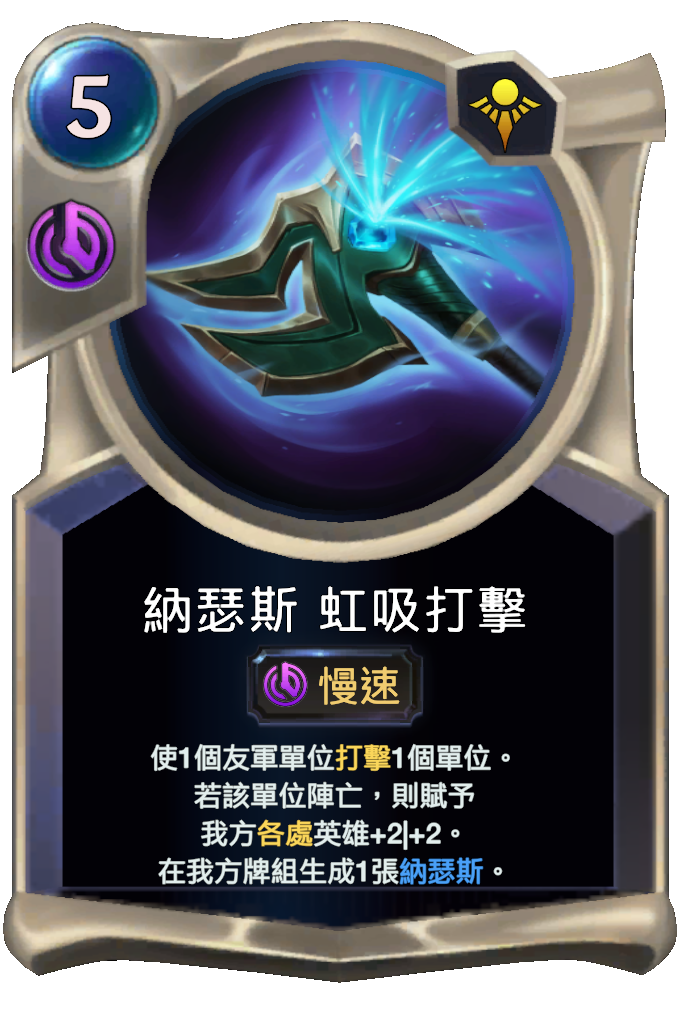 5
納瑟斯 虹吸打擊
慢速
使1個友軍單位打擊1個單位。
若該單位陣亡，則賦予
我方各處英雄+2|+2。
在我方牌組生成1張納瑟斯。